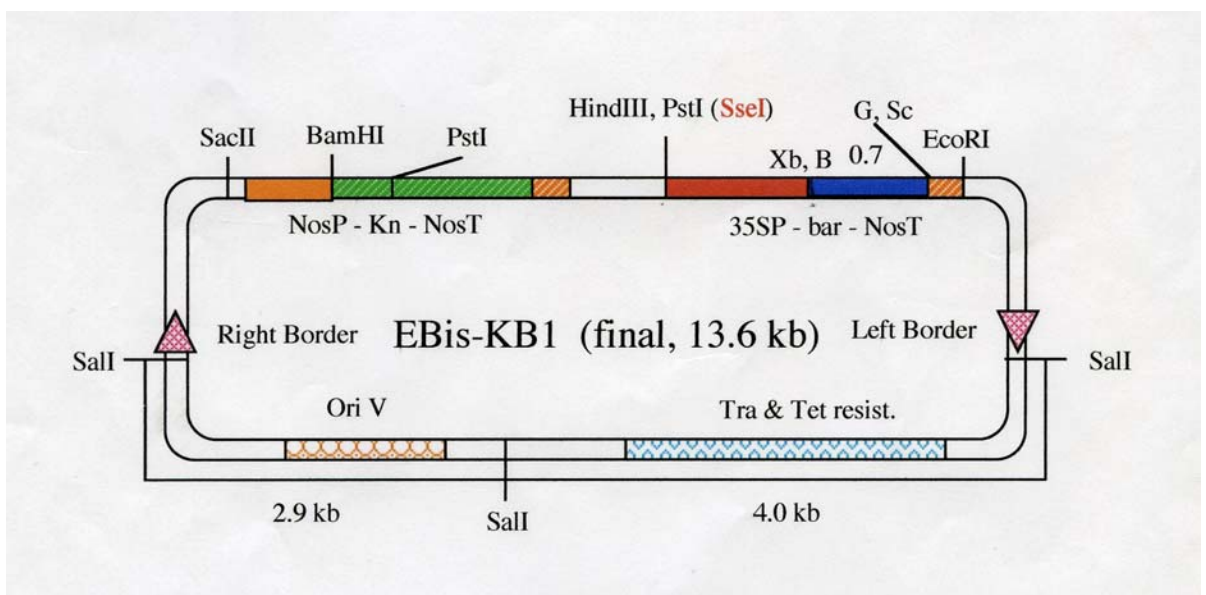 HindIII, PstI (SseI)
G, Sc
SacII
BamHI
PstI
EcoRI
Xb, B
0.7
NosP - Kn - NosT
35SP - bar - NosT
Right Border
EBis-KB1 (final, 13.6 kb)
Left Border
SalI
SalI
Ori V
Tra & Tet resist.
2.9 kb
SalI
4.0 kb